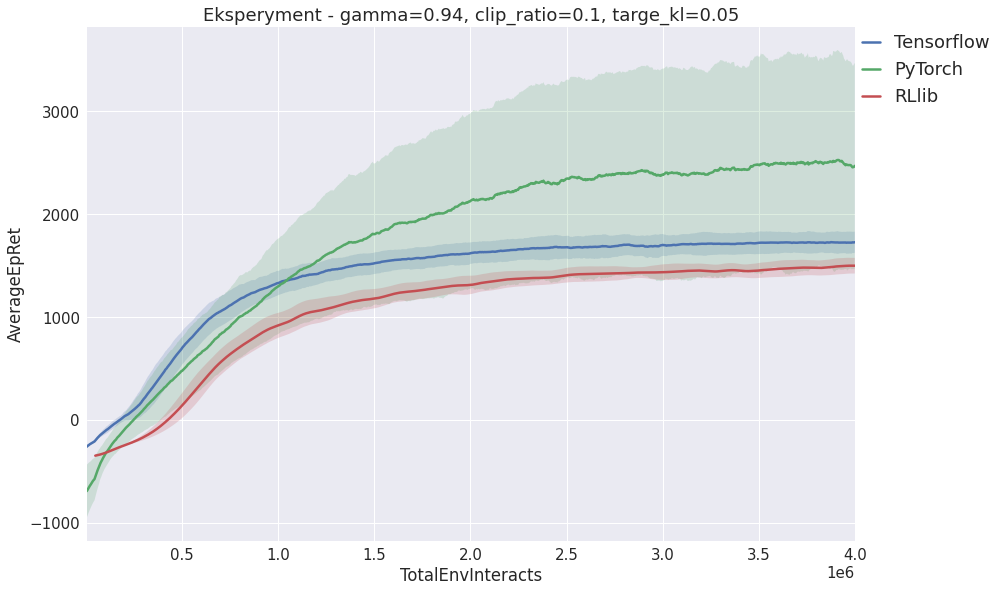 Eksperyment - gamma=0.94, clip_ratio=0.1, targe_kl=0.05
Tensorflow
PyTorch
RLlib
AverageEpRet
3000
2000
1000
0
−1000
0.5 1.0 1.5 2.0 2.5 3.0 3.5 4.0
1e6
TotalEnvInteracts